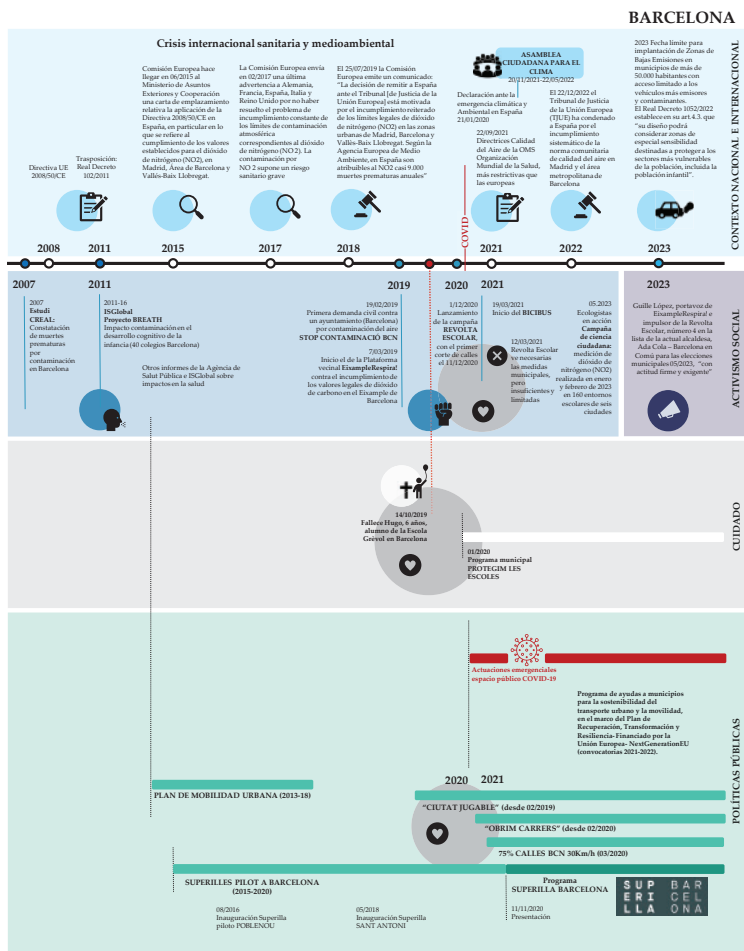 BARCELONA
CONTEXTO NACIONAL E INTERNACIONAL
Crisis internacional sanitaria y medioambiental
Directiva UE
2008/50/CE
Trasposición:
Real Decreto
102/2011
Comisión Europea hace
llegar en 06/2015 al
Ministerio de Asuntos
Exteriores y Cooperación
una carta de emplazamiento
relativa la aplicación de la
Directiva 2008/50/CE en
España, en particular en lo
que se refiere al
cumplimiento de los valores
establecidos para el dióxido
de nitrógeno (NO2), en
Madrid, Área de Barcelona y
Vallès-Baix Llobregat.
La Comisión Europea envía
en 02/2017 una última
advertencia a Alemania,
Francia, España, Italia y
Reino Unido por no haber
resuelto el problema de
incumplimiento constante de
los límites de contaminación
atmosférica
correspondientes al dióxido
de nitrógeno (NO 2). La
contaminación por
NO 2 supone un riesgo
sanitario grave
El 25/07/2019 la Comisión
Europea emite un comunicado:
“La decisión de remitir a España
ante el Tribunal [de Justicia de la
Unión Europea] está motivada
por el incumplimiento reiterado
de los límites legales de dióxido
de nitrógeno (NO2) en las zonas
urbanas de Madrid, Barcelona y
Vallès-Baix Llobregat. Según la
Agencia Europea de Medio
Ambiente, en España son
atribuibles al NO2 casi 9.000
muertes prematuras anuales”
ASAMBLEA
CIUDADANA PARA EL
CLIMA
20/11/2021-22/05/2022
Declaración ante la
emergencia climática y
Ambiental en España
21/01/2020
22/09/2021
Directrices Calidad
del Aire de la OMS
Organización
Mundial de la Salud,
más restrictivas que
las europeas
El 22/12/2022 el
Tribunal de Justicia
de la Unión Europea
(TJUE) ha condenado
a España por el
incumplimiento
sistemático de la
norma comunitaria
de calidad del aire en
Madrid y el área
metropolitana de
Barcelona
2023 Fecha límite para
implantación de Zonas de
Bajas Emisiones en
municipios de más de
50.000 habitantes con
acceso limitado a los
vehículos más emisores
y contaminantes.
El Real Decreto 1052/2022
establece en su art.4.3. que
“su diseño podrá
considerar zonas de
especial sensibilidad
destinadas a proteger a los
sectores más vulnerables
de la población, incluida la
población infantil”.
COVID
2008
2011
2015
2017
2018
2021
2022
2023
ACTIVISMO SOCIAL
2007
2011
2019
2020
2021
2023
2007
Estudi
CREAL:
Constatación
de muertes
prematuras
por
contaminación
en Barcelona
2011-16
ISGlobal
Proyecto BREATH
Impacto contaminación en el
desarrollo cognitivo de la
infancia (40 colegios Barcelona)
Otros informes de la Agència de
Salut Pública e ISGlobal sobre
impactos en la salud
19/02/2019
Primera demanda civil contra
un ayuntamiento (Barcelona)
por contaminación del aire
STOP CONTAMINACIÓ BCN
7/03/2019
Inicio el de la Plataforma
vecinal EixampleRespira!
contra el incumplimiento de
los valores legales de dióxido
de carbono en el Eixample de
Barcelona
1/12/2020
Lanzamiento
de la campaña
REVOLTA
ESCOLAR,
con el primer
corte de calles
el 11/12/2020
19/03/2021
Inicio del BICIBUS
12/03/2021
Revolta Escolar
ve necesarias
las medidas
municipales,
pero
insuficientes y
limitadas
05.2023
Ecologistas
en acción
Campaña
de ciencia
ciudadana:
medición de
dióxido de
nitrógeno (NO2)
realizada en enero
y febrero de 2023
en 160 entornos
escolares de seis
ciudades
Guille López, portavoz de
EixampleRespira! e
impulsor de la Revolta
Escolar, número 4 en la
lista de la actual alcaldesa,
Ada Cola – Barcelona en
Comú para las elecciones
municipales 05/2023, “con
actitud firme y exigente”
CUIDADO
14/10/2019
Fallece Hugo, 6 años,
alumno de la Escola
Grèvol en Barcelona
01/2020
Programa municipal
PROTEGIM LES
ESCOLES
POLÍTICAS PÚBLICAS
Actuaciones emergenciales
espacio público COVID-19
Programa de ayudas a municipios
para la sostenibilidad del
transporte urbano y la movilidad,
en el marco del Plan de
Recuperación, Transformación y
Resiliencia- Financiado por la
Unión Europea- NextGenerationEU
(convocatorias 2021-2022).
2020
2021
PLAN DE MOBILIDAD URBANA (2013-18)
“CIUTAT JUGABLE” (desde 02/2019)
“OBRIM CARRERS” (desde 02/2020)
75% CALLES BCN 30Km/h (03/2020)
SUPERILLES PILOT A BARCELONA
(2015-2020)
Programa
SUPERILLA BARCELONA
SUP BAR
ERI CEL
LLA ONA
08/2016
Inauguración Superilla
piloto POBLENOU
05/2018
Inauguración Superilla
SANT ANTONI
11/11/2020
Presentación